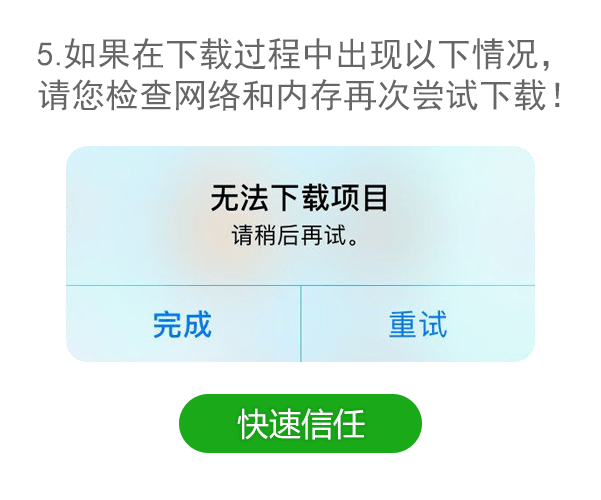 5.如果在下载过程中出现以下情况，
请您检查网络和内存再次尝试下载！
无法下载项目
请稍后再试。
完成
重试
快速信任